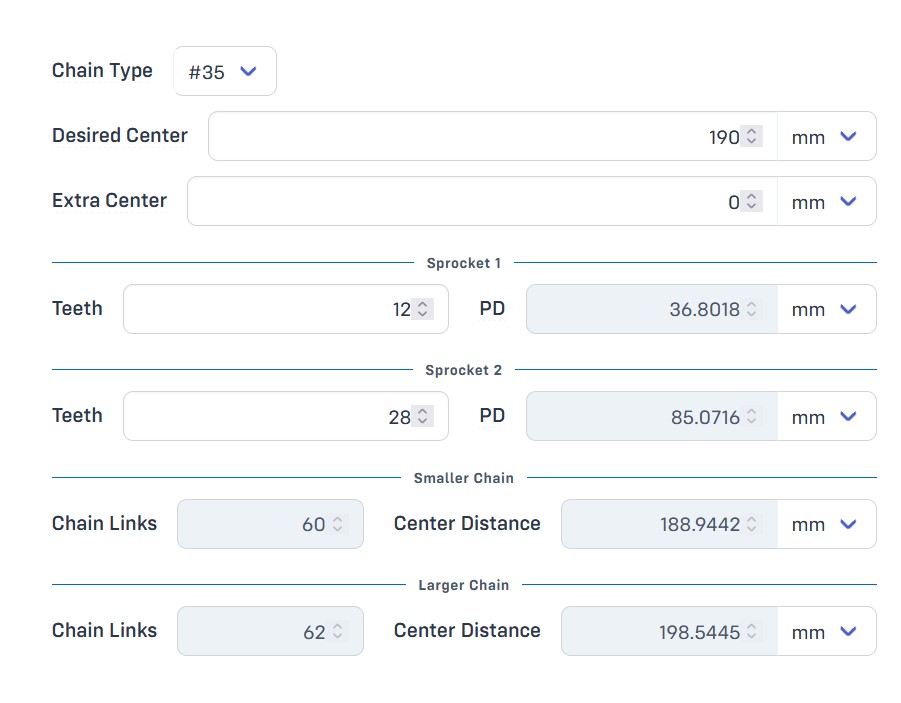 Chain Type #35
Desired Center 190 mm
Extra Center 0 mm
Sprocket 1
Teeth 12 PD 36.8018 mm
Sprocket 2
Teeth 28 PD 85.0716 mm
Smaller Chain
Chain Links 60 Center Distance 188.9442 mm
Larger Chain
Chain Links 62 Center Distance 198.5445 mm